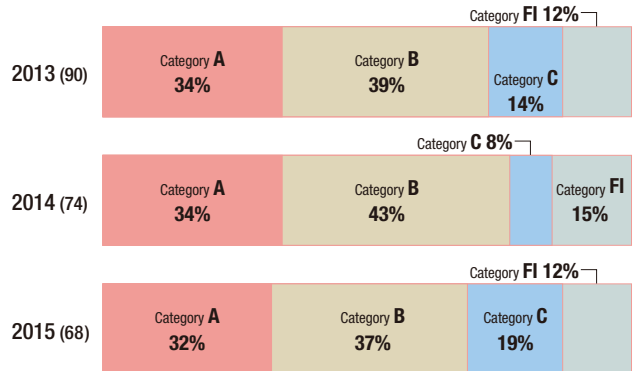 Category FI 12%
2013 (90)
Category A
34%
Category B
39%
Category C
14%
Category C 8%
2014 (74)
Category A
34%
Category B
43%
Category FI
15%
Category FI 12%
2015 (68)
Category A
32%
Category B
37%
Category C
19%